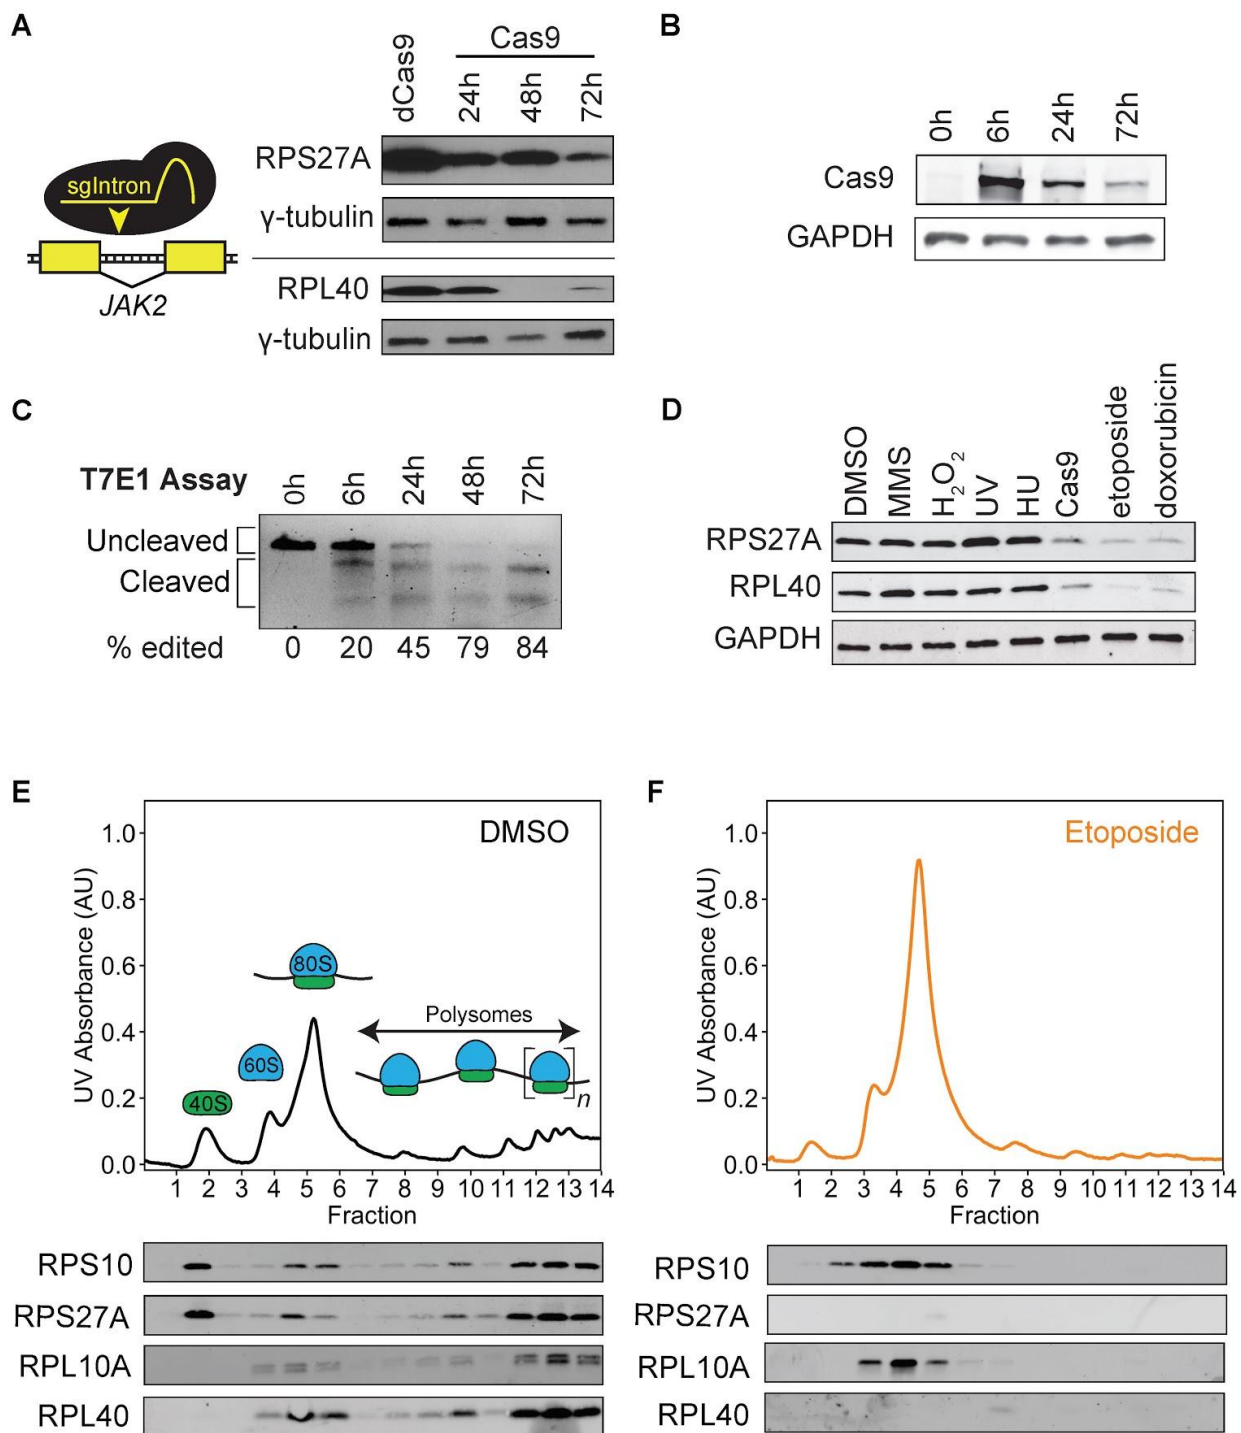 A
sgIntron
JAK2
dCas9
Cas9
24h
48h
72h
RPS27A
γ-tubulin
RPL40
γ-tubulin
B
0h
6h
24h
72h
Cas9
GAPDH
C
T7E1 Assay
0h
6h
24h
48h
72h
Uncleaved
Cleaved
% edited 0 20 45 79 84
D
DMSO
MMS
H₂O₂
UV
HU
Cas9
etoposide
doxorubicin
RPS27A
RPL40
GAPDH
E
DMSO
UV Absorbance (AU)
1.0
0.8
0.6
0.4
0.2
0.0
40S
60S
80S
Polysomes
n
1 2 3 4 5 6 7 8 9 10 11 12 13 14
Fraction
RPS10
RPS27A
RPL10A
RPL40
F
Etoposide
UV Absorbance (AU)
1.0
0.8
0.6
0.4
0.2
0.0
1 2 3 4 5 6 7 8 9 10 11 12 13 14
Fraction
RPS10
RPS27A
RPL10A
RPL40